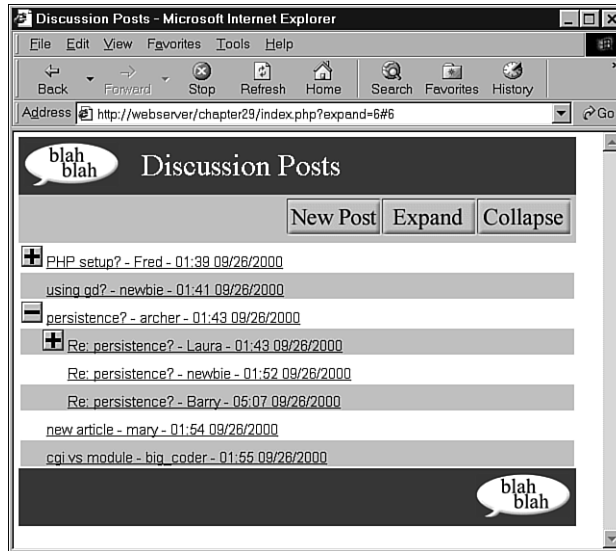 Discussion Posts - Microsoft Internet Explorer
File Edit View Favorites Tools Help
Back Forward Stop Refresh Home Search Favorites History
Address http://webserver/chapter29/index.php?expand=6#6 Go
blah
blah
Discussion Posts
New Post Expand Collapse
PHP setup? - Fred - 01:39 09/26/2000
using gd? - newbie - 01:41 09/26/2000
persistence? - archer - 01:43 09/26/2000
Re: persistence? - Laura - 01:43 09/26/2000
Re: persistence? - newbie - 01:52 09/26/2000
Re: persistence? - Barry - 05:07 09/26/2000
new article - mary - 01:54 09/26/2000
cgi vs module - big_coder - 01:55 09/26/2000
blah
blah